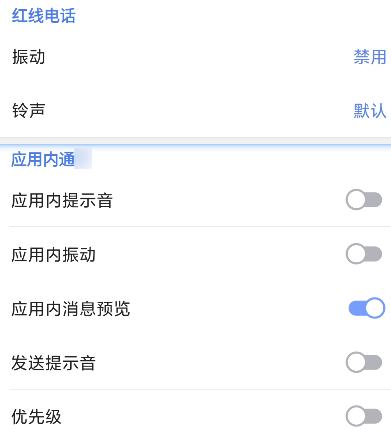 红线电话
振动 禁用
铃声 默认
应用内通
应用内提示音
应用内振动
应用内消息预览
发送提示音
优先级